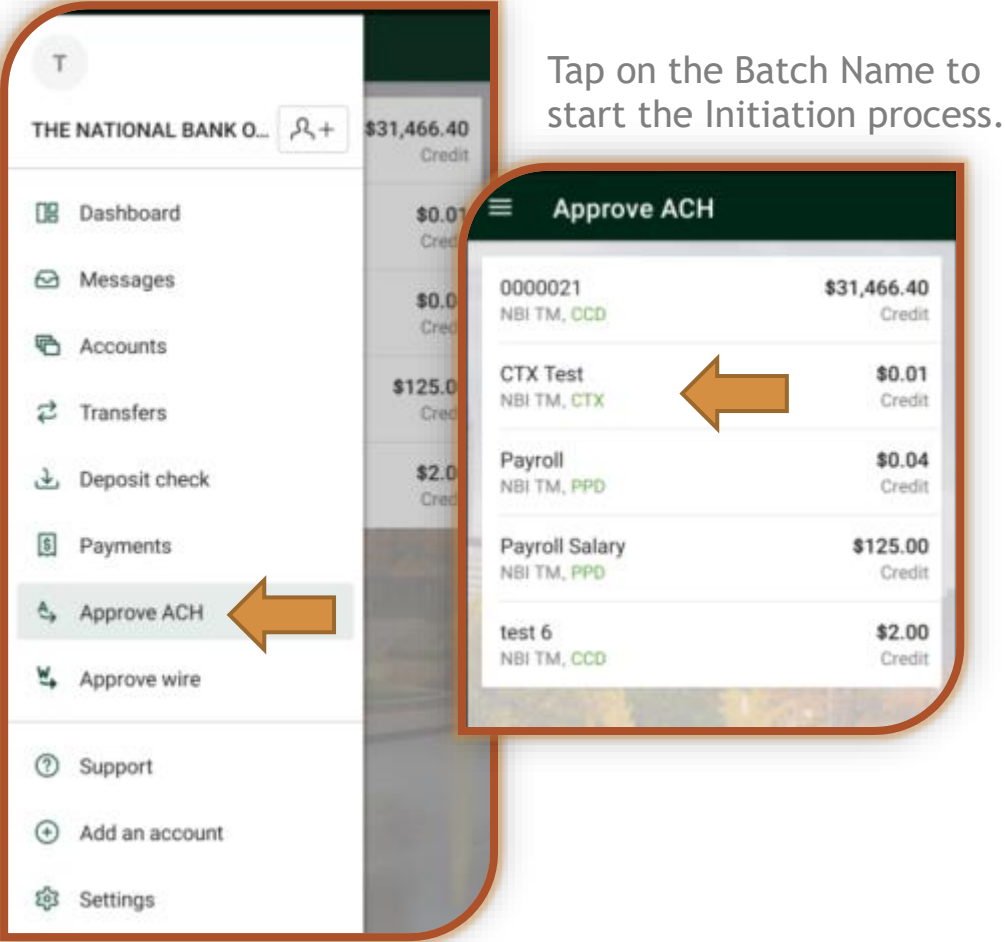 T
THE NATIONAL BANK O...
Dashboard
Messages
Accounts
Transfers
Deposit check
Payments
Approve ACH
Approve wire
Support
Add an account
Settings
$31,466.40
Credit
$0.01
$125.0
$2.0
Tap on the Batch Name to
start the Initiation process.
Approve ACH
0000021 $31,466.40
NBI TM, CCD Credit
CTX Test $0.01
NBI TM, CTX Credit
Payroll $0.04
NBI TM, PPD Credit
Payroll Salary $125.00
NBI TM, PPD Credit
test 6 $2.00
NBI TM, CCD Credit